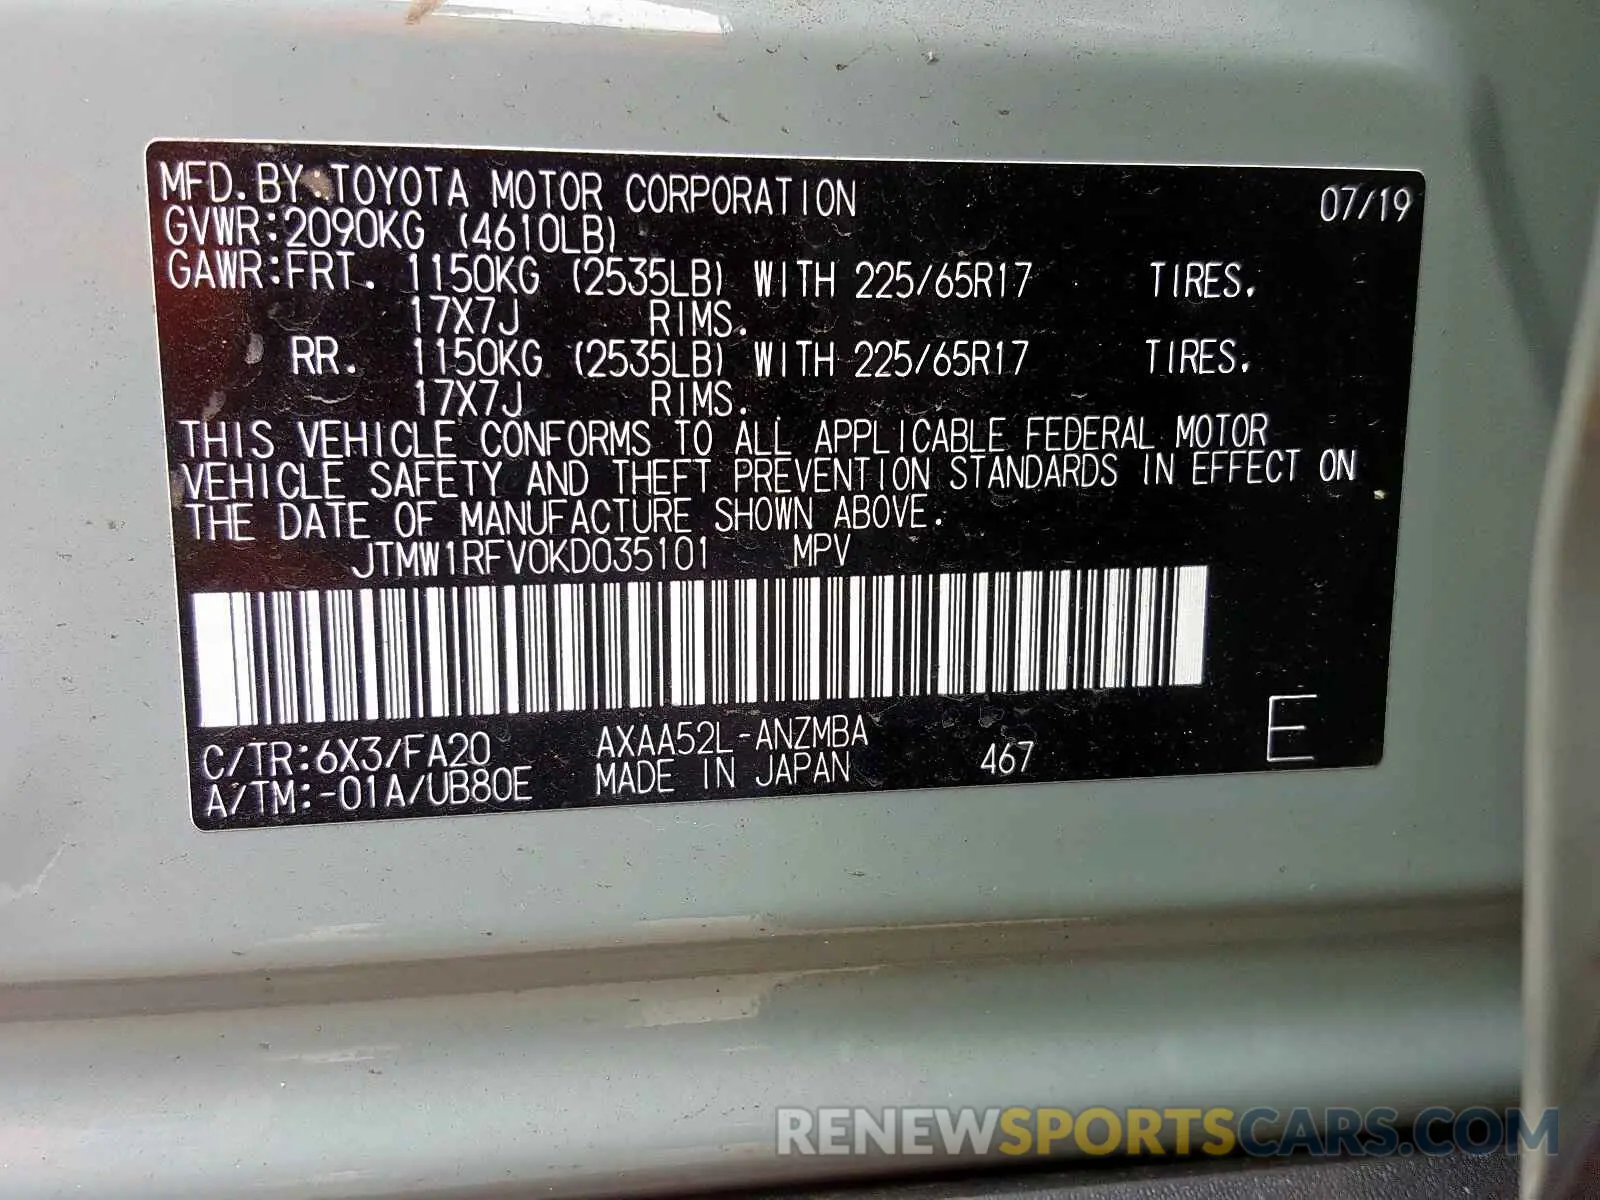 MFD. BY: TOYOTA MOTOR CORPORATION 07/19
GVWR: 2090KG (4610LB)
GAWR: FRT. 1150KG (2535LB) WITH 225/65R17 TIRES.
17X7J RIMS.
RR. 1150KG (2535LB) WITH 225/65R17 TIRES.
17X7J RIMS.
THIS VEHICLE CONFORMS TO ALL APPLICABLE FEDERAL MOTOR
VEHICLE SAFETY AND THEFT PREVENTION STANDARDS IN EFFECT ON
THE DATE OF MANUFACTURE SHOWN ABOVE.
JTMW1RFV0KD035101 MPV
C/TR: 6X3/FA20 AXAA52L-ANZMBA
A/TM: -01A/UB80E MADE IN JAPAN 467 E
RENEWSPORTSCARS.COM